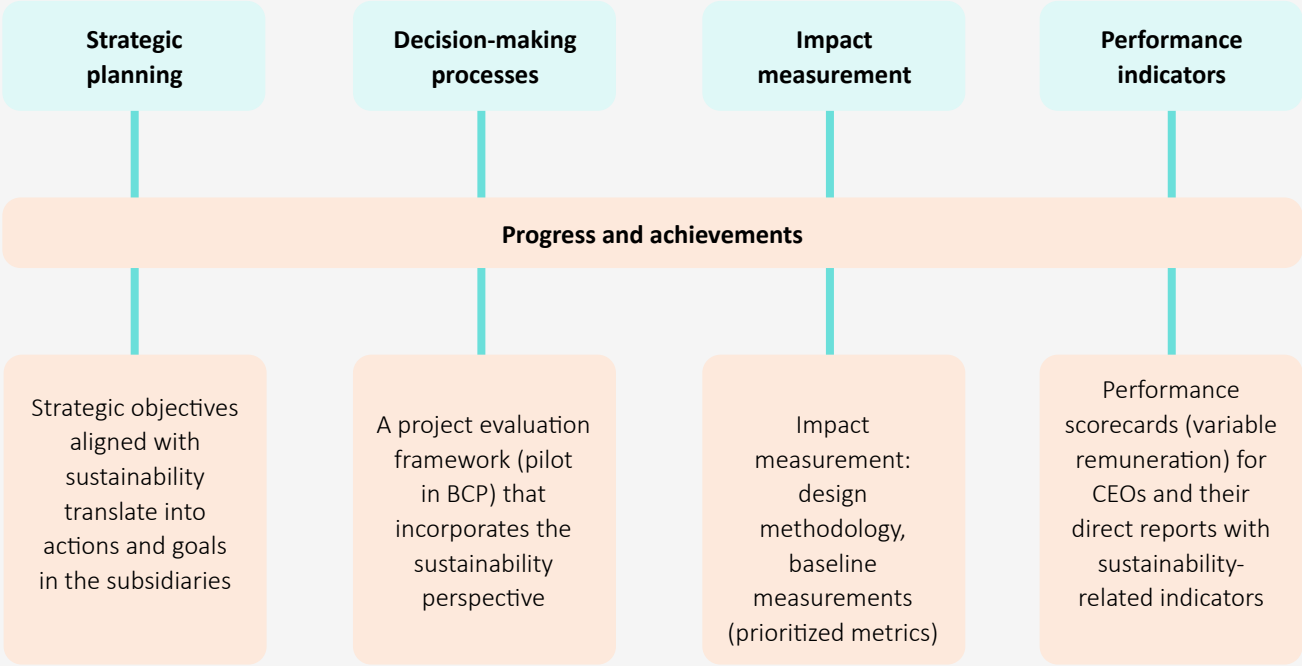 Strategic
planning
Decision-making
processes
Impact
measurement
Performance
indicators
Progress and achievements
Strategic objectives
aligned with
sustainability
translate into
actions and goals
in the subsidiaries
A project evaluation
framework (pilot
in BCP) that
incorporates the
sustainability
perspective
Impact
measurement:
design
methodology,
baseline
measurements
(prioritized metrics)
Performance
scorecards (variable
remuneration) for
CEOs and their
direct reports with
sustainability-
related indicators